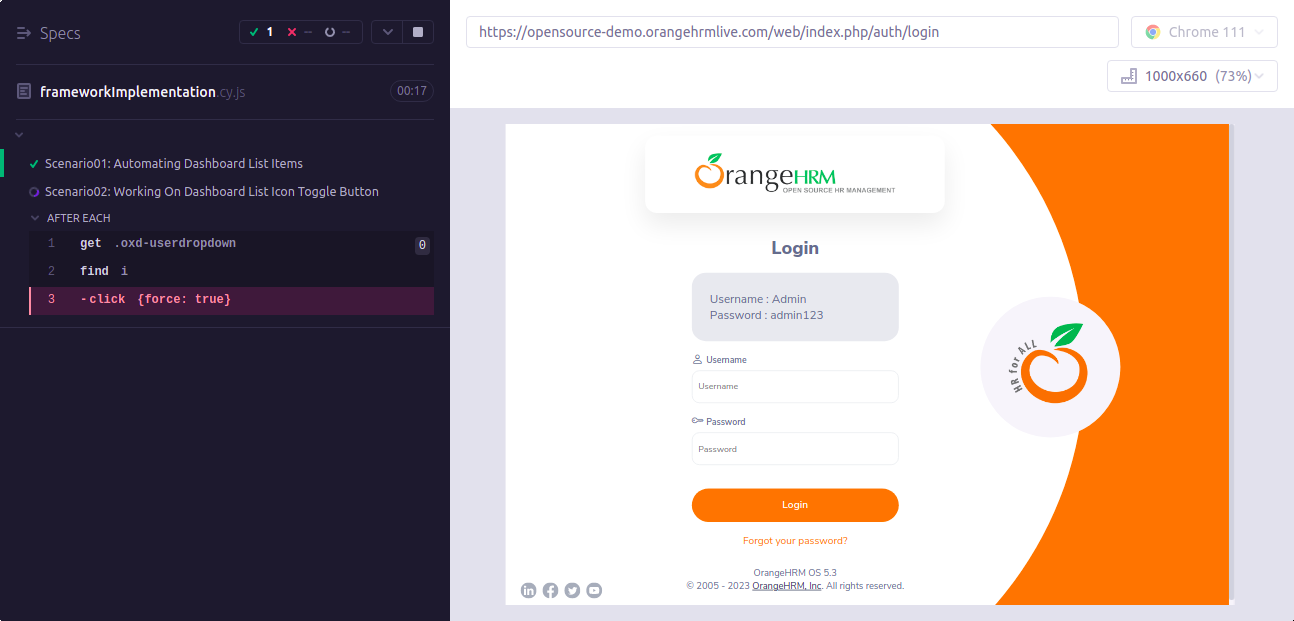 Specs
1 -- --
frameworkImplementation.cy.js 00:17
Scenario01: Automating Dashboard List Items
Scenario02: Working On Dashboard List Icon Toggle Button
AFTER EACH
1 get .oxd-userdropdown 0
2 find i
3 -click {force: true}
https://opensource-demo.orangehrmlive.com/web/index.php/auth/login
Chrome 111
1000x660 (73%)
OrangeHRM
OPEN SOURCE HR MANAGEMENT
Login
Username : Admin
Password : admin123
Username
Username
Password
Password
Login
Forgot your password?
OrangeHRM OS 5.3
© 2005 - 2023 OrangeHRM, Inc. All rights reserved.
HR for ALL